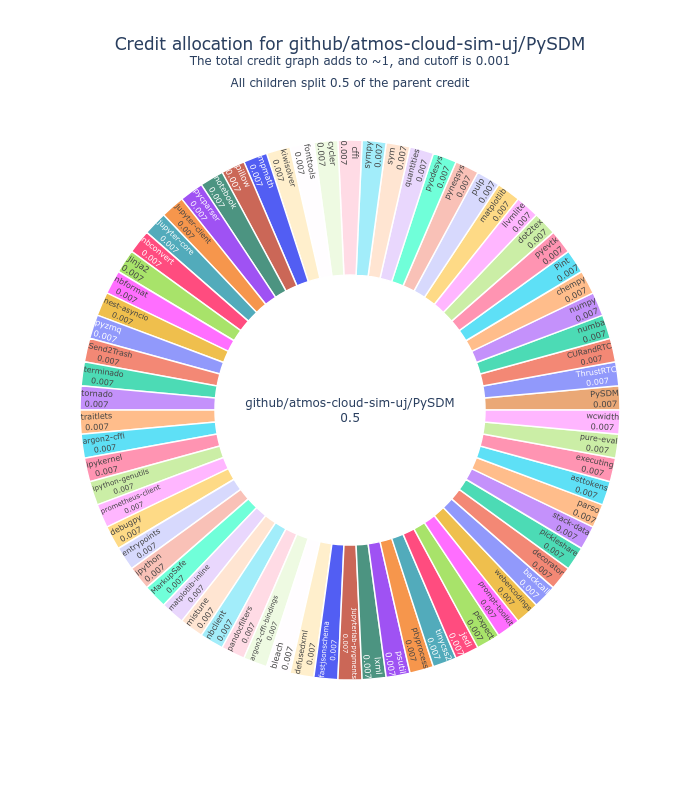 Credit allocation for github/atmos-cloud-sim-uj/PySDM
The total credit graph adds to ~1, and cutoff is 0.001
All children split 0.5 of the parent credit
github/atmos-cloud-sim-uj/PySDM
0.5
PySDM
0.007
ThrustRTC
0.007
CURandRTC
0.007
numba
0.007
numpy
0.007
chempy
0.007
Pint
0.007
pyevtk
0.007
dot2tex
0.007
llvmlite
0.007
matplotlib
0.007
pulp
0.007
pyneqsys
0.007
pyodesys
0.007
quantities
0.007
sym
0.007
sympy
0.007
cffi
0.007
cycler
0.007
fonttools
0.007
kiwisolver
0.007
mpmath
0.007
pillow
0.007
notebook
0.007
pycparser
0.007
jupyter-client
0.007
jupyter-core
0.007
nbconvert
0.007
jinja2
0.007
nbformat
0.007
nest-asyncio
0.007
pyzmq
0.007
Send2Trash
0.007
terminado
0.007
tornado
0.007
traitlets
0.007
argon2-cffi
0.007
ipykernel
0.007
ipython-genutils
0.007
prometheus-client
0.007
debugpy
0.007
entrypoints
0.007
ipython
0.007
MarkupSafe
0.007
matplotlib-inline
0.007
mistune
0.007
nbclient
0.007
pandocfilters
0.007
argon2-cffi-bindings
0.007
bleach
0.007
defusedxml
0.007
fastjsonschema
0.007
jupyterlab-pygments
0.007
lxml
0.007
psutil
0.007
ptyprocess
0.007
tinycss2
0.007
jedi
0.007
pexpect
0.007
prompt-toolkit
0.007
webencodings
0.007
backcall
0.007
decorator
0.007
pickleshare
0.007
stack-data
0.007
parso
0.007
asttokens
0.007
executing
0.007
pure-eval
0.007
wcwidth
0.007